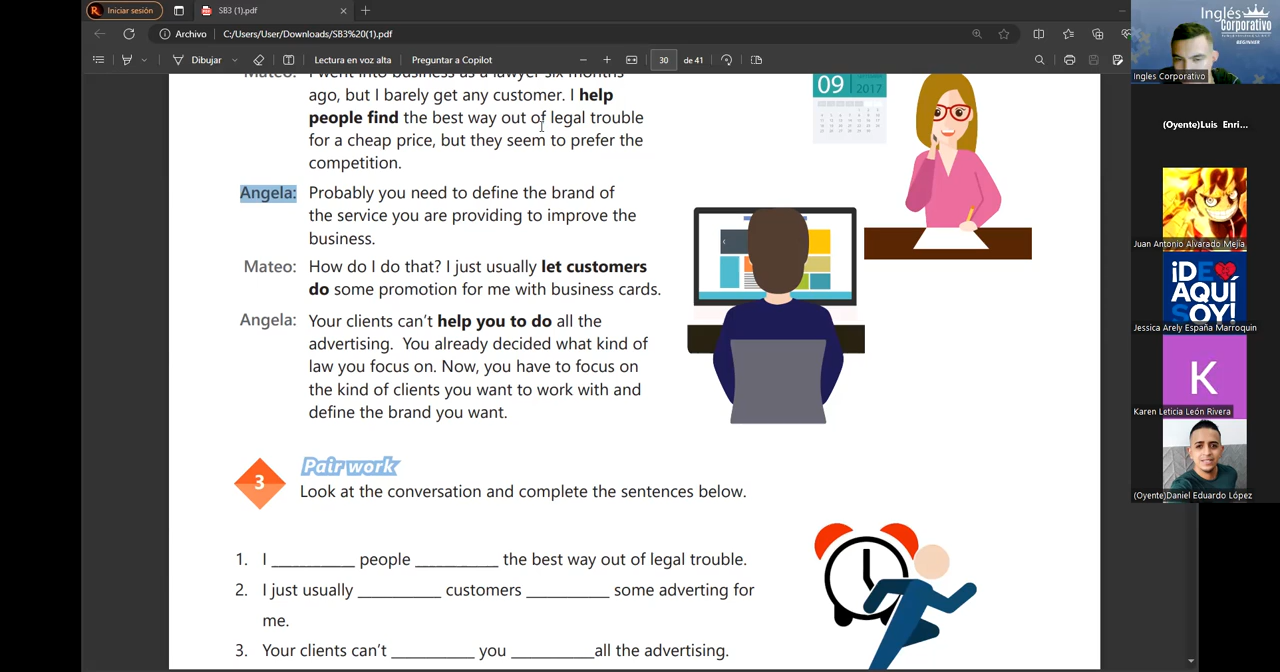 Iniciar sesión
SB3 (1).pdf
Archivo
C:/Users/User/Downloads/SB3%20(1).pdf
Dibujar
Lectura en voz alta
Preguntar a Copilot
30
de 41
Mateo: I went into business as a lawyer six months
ago, but I barely get any customer. I help
people find the best way out of legal trouble
for a cheap price, but they seem to prefer the
competition.
Angela: Probably you need to define the brand of
the service you are providing to improve the
business.
Mateo: How do I do that? I just usually let customers
do some promotion for me with business cards.
Angela: Your clients can't help you to do all the
advertising. You already decided what kind of
law you focus on. Now, you have to focus on
the kind of clients you want to work with and
define the brand you want.
09
2017
3
Pair work
Look at the conversation and complete the sentences below.
1. I __________ people __________ the best way out of legal trouble.
2. I just usually __________ customers __________ some adverting for
me.
3. Your clients can't __________ you __________all the advertising.
Inglés
Corporativo
BEGINNER
Ingles Corporativo
(Oyente)Luis Enri...
Juan Antonio Alvarado Mejía
¡DE
AQUÍ
SOY!
Jessica Arely España Marroquin
K
Karen Leticia León Rivera
(Oyente)Daniel Eduardo López